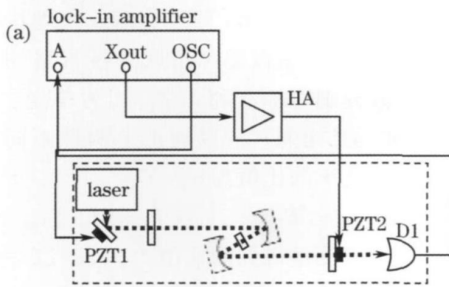 (a)
lock-in amplifier
A Xout OSC
HA
laser
PZT1
PZT2
D1